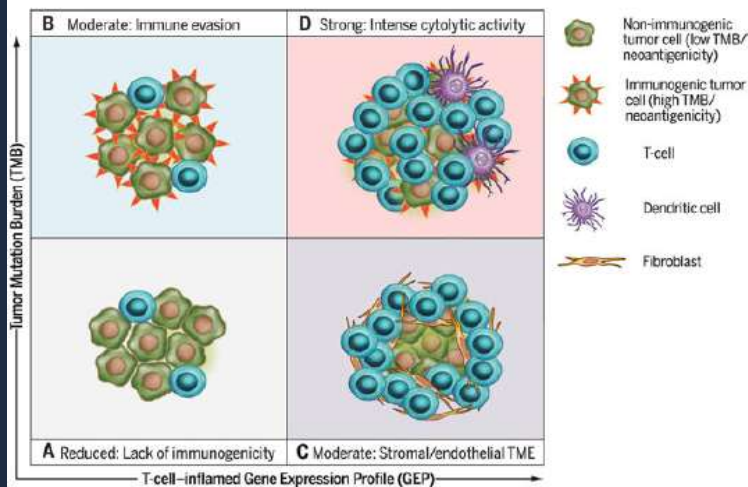 B Moderate: Immune evasion
D Strong: Intense cytolytic activity
A Reduced: Lack of immunogenicity
C Moderate: Stromal/endothelial TME
Tumor Mutation Burden (TMB)
T-cell–inflamed Gene Expression Profile (GEP)
Non-immunogenic
tumor cell (low TMB/
neoantigenicity)
Immunogenic tumor
cell (high TMB/
neoantigenicity)
T-cell
Dendritic cell
Fibroblast